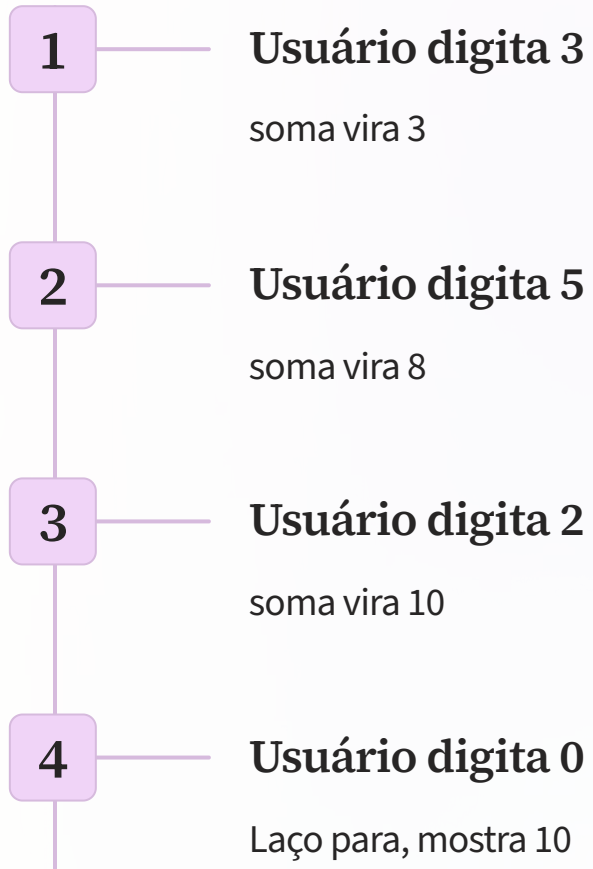 1
Usuário digita 3
soma vira 3
2
Usuário digita 5
soma vira 8
3
Usuário digita 2
soma vira 10
4
Usuário digita 0
Laço para, mostra 10